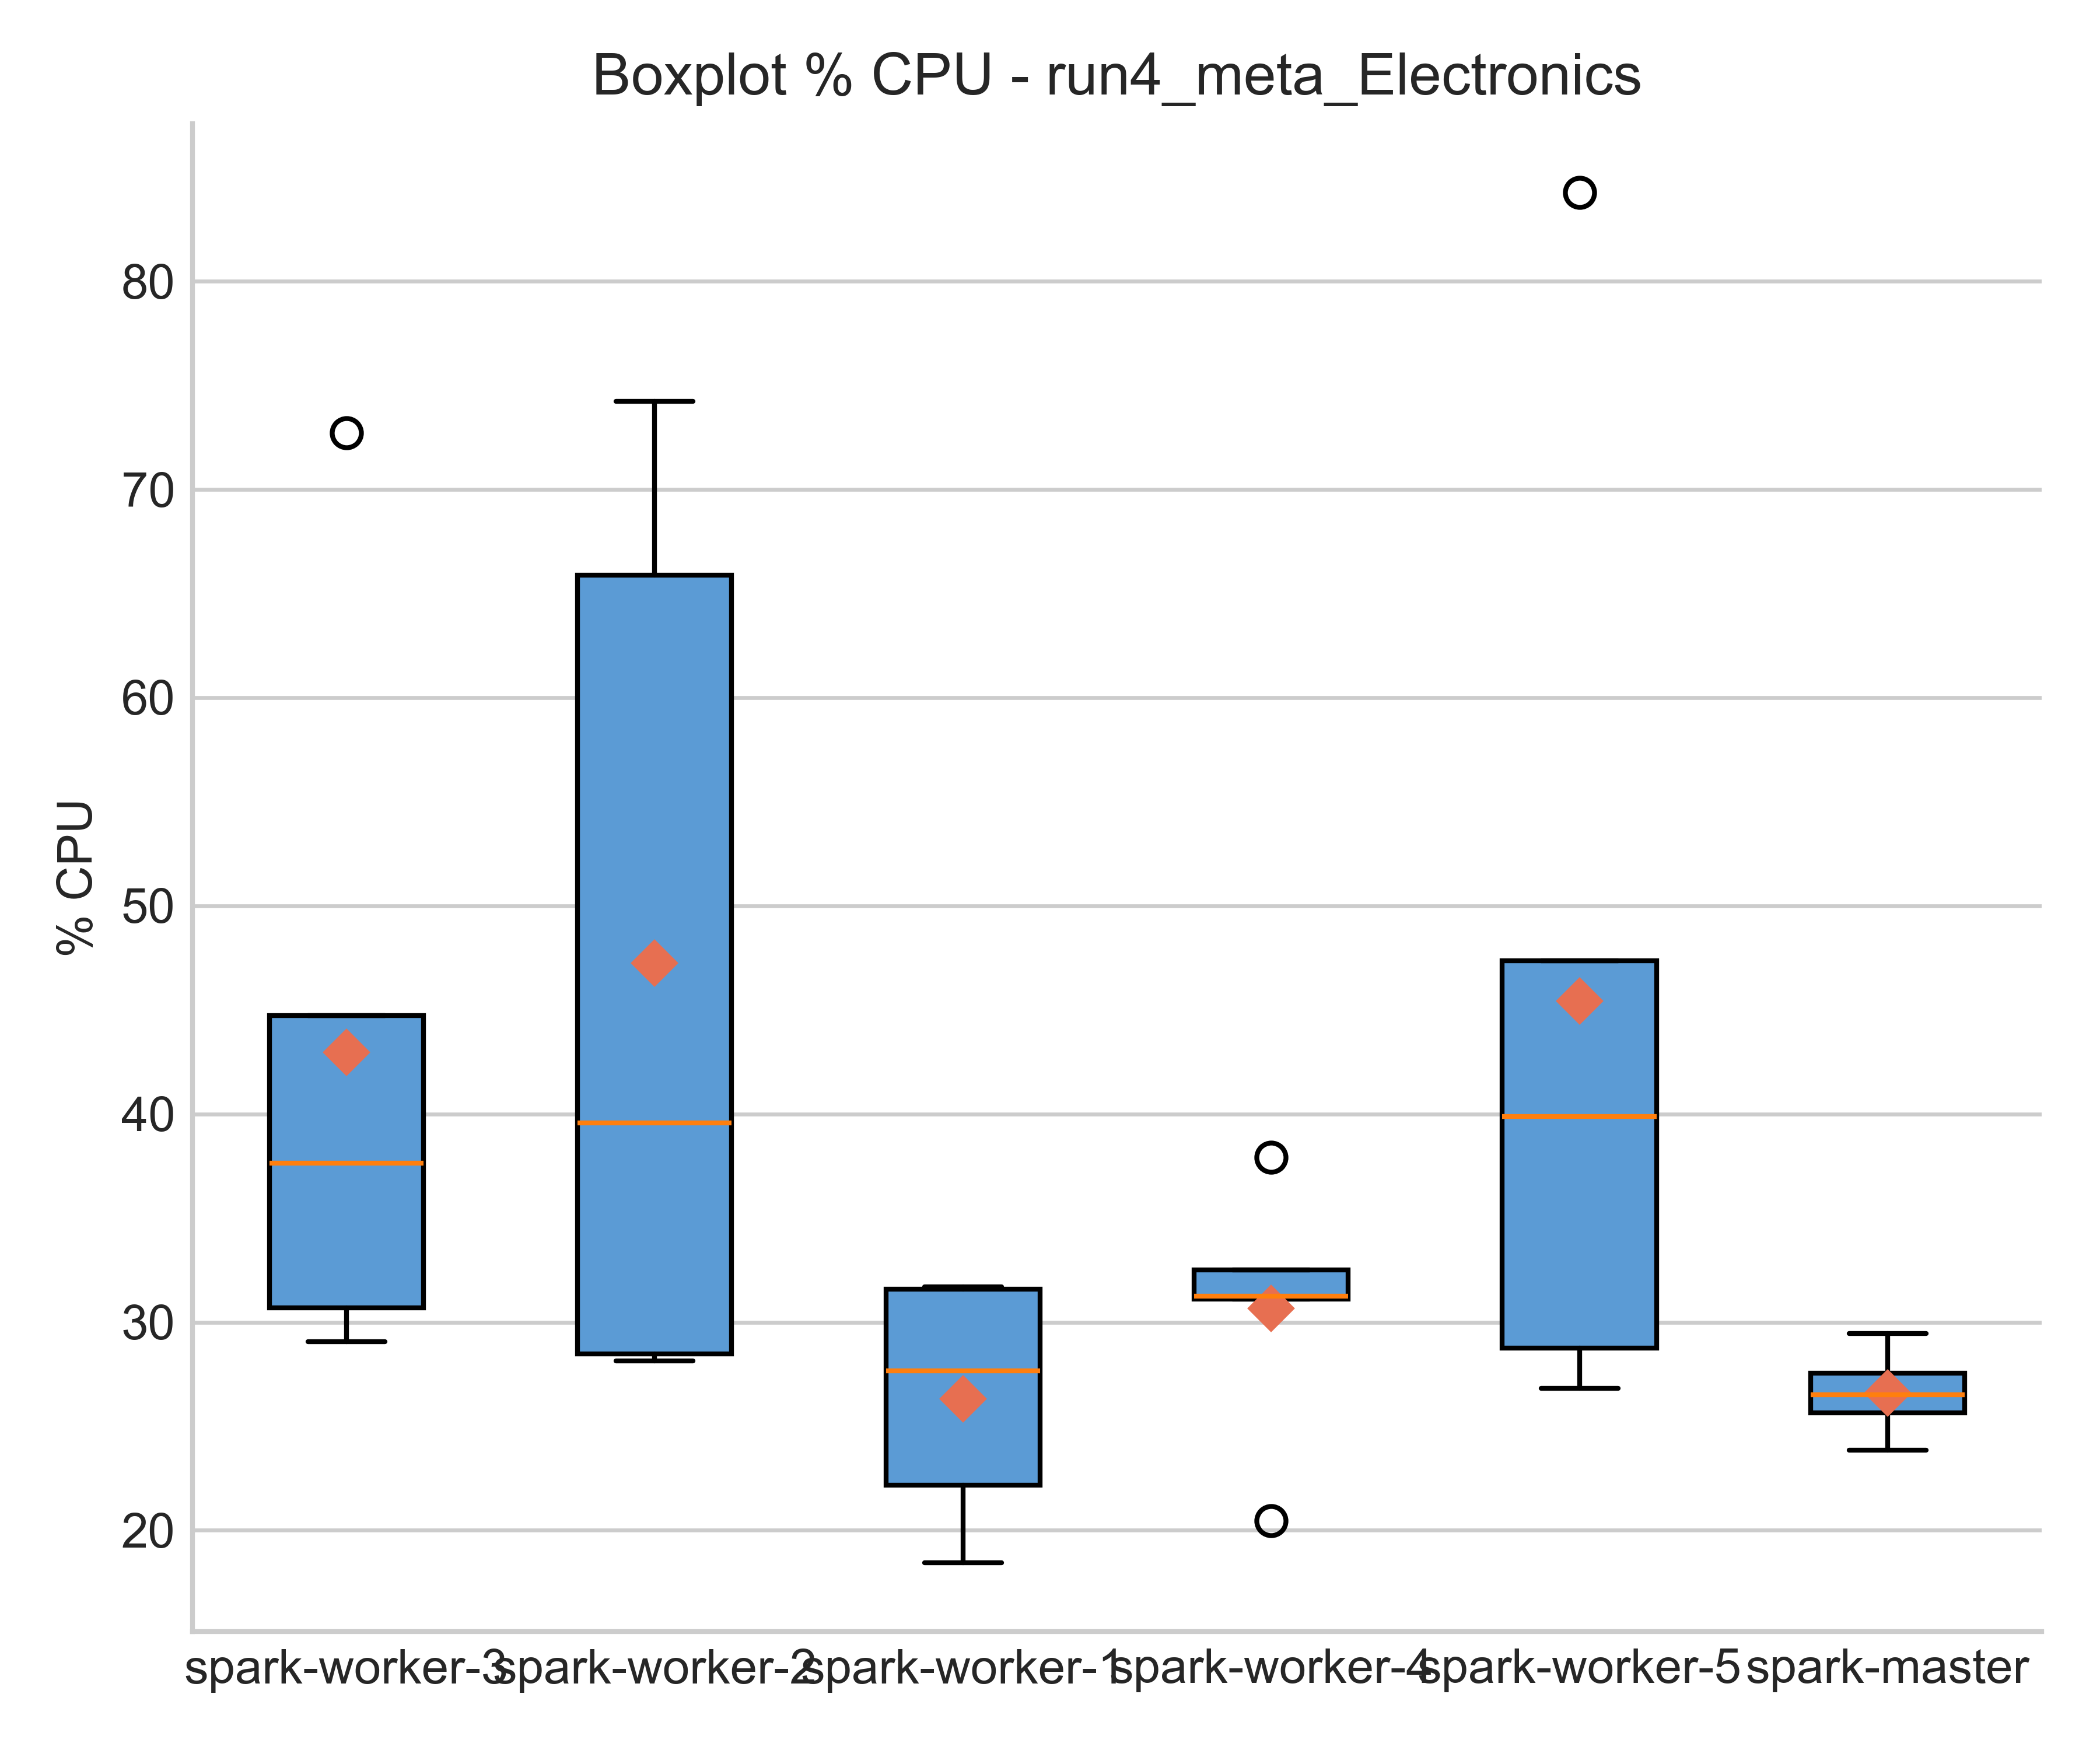 Boxplot % CPU - run4_meta_Electronics
80
70
60
50
40
30
20
% CPU
spark-worker-3 spark-worker-2 spark-worker-1 spark-worker-4 spark-worker-5 spark-master